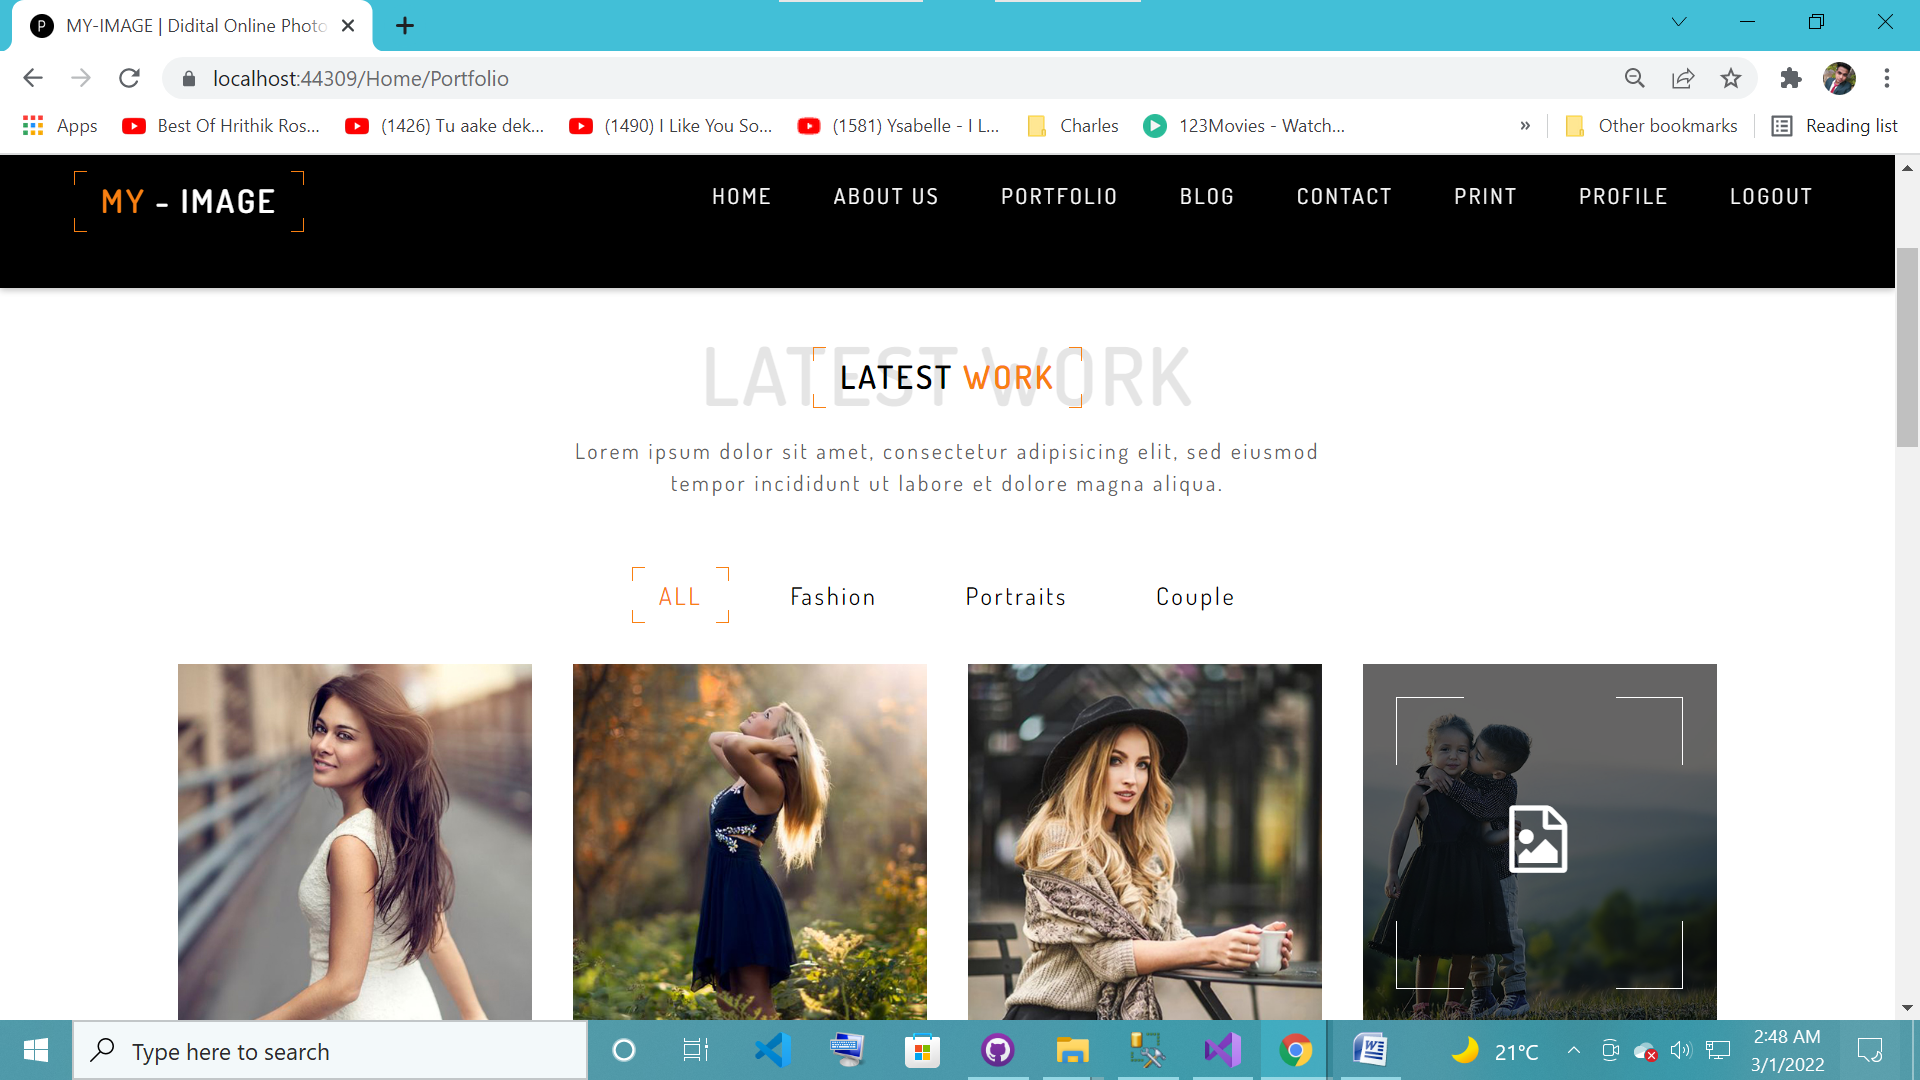 P MY-IMAGE | Didital Online Photo
localhost:44309/Home/Portfolio
Apps Best Of Hrithik Ros... (1426) Tu aake dek... (1490) I Like You So... (1581) Ysabelle - I L... Charles 123Movies - Watch... » Other bookmarks Reading list
MY - IMAGE HOME ABOUT US PORTFOLIO BLOG CONTACT PRINT PROFILE LOGOUT
LATEST WORK
LATEST WORK
Lorem ipsum dolor sit amet, consectetur adipisicing elit, sed eiusmod
tempor incididunt ut labore et dolore magna aliqua.
ALL Fashion Portraits Couple
Type here to search
21°C
2:48 AM
3/1/2022